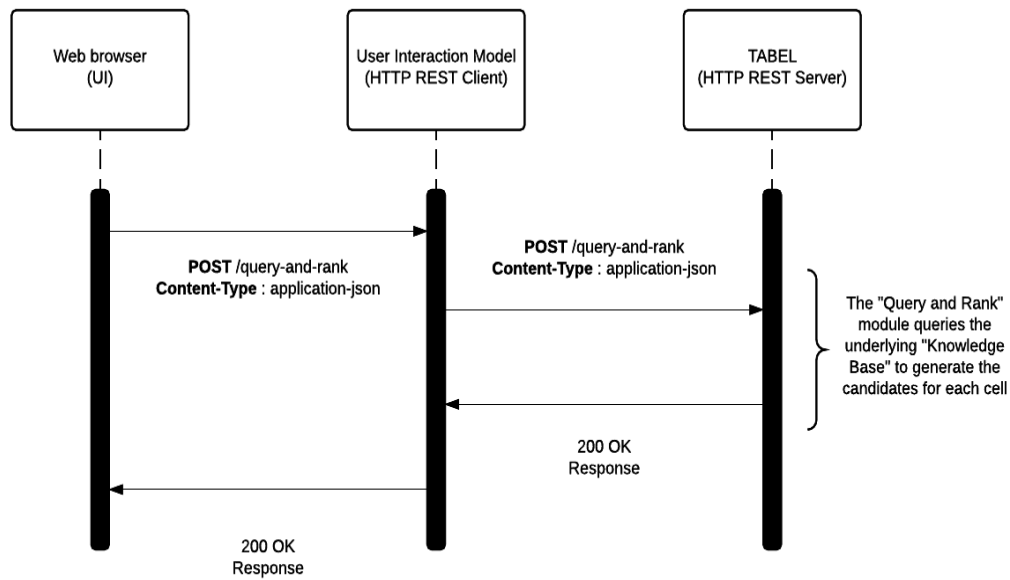 Web browser
(UI)
User Interaction Model
(HTTP REST Client)
TABEL
(HTTP REST Server)
POST /query-and-rank
Content-Type : application-json
POST /query-and-rank
Content-Type : application-json
The "Query and Rank"
module queries the
underlying "Knowledge
Base" to generate the
candidates for each cell
200 OK
Response
200 OK
Response